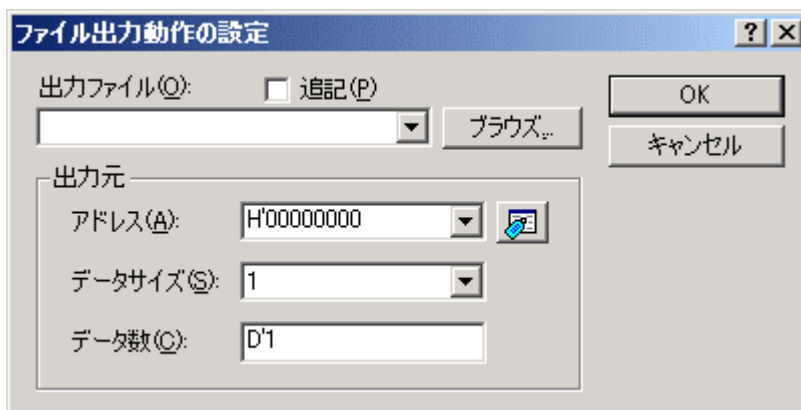 ファイル出力動作の設定
出力ファイル(O): 追記(P)
OK
ブラウズ...
キャンセル
出力元
アドレス(A): H'00000000
データサイズ(S): 1
データ数(C): D'1